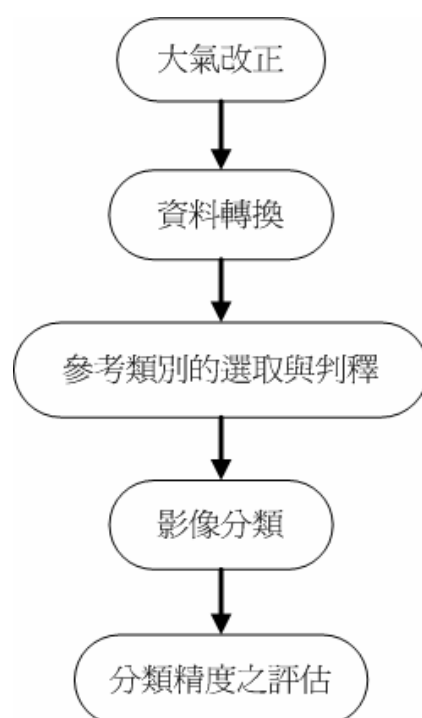 大氣改正
資料轉換
參考類別的選取與判釋
影像分類
分類精度之評估